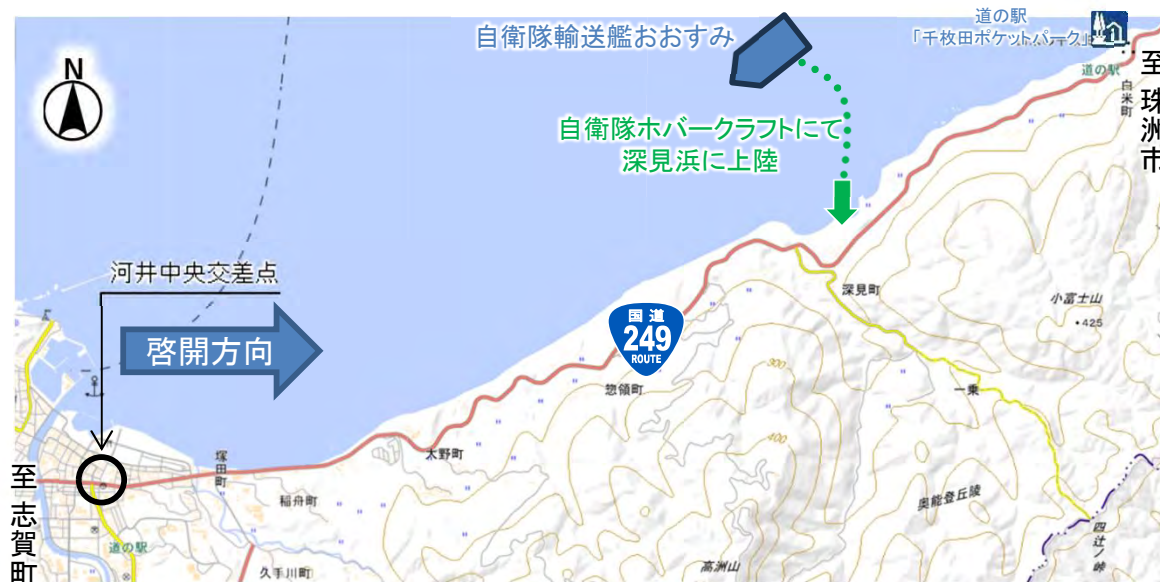 道の駅
「千枚田ポケットパーク」
自衛隊輸送艦おおすみ
道の駅
至 珠洲市
白米町
N
自衛隊ホバークラフトにて
深見浜に上陸
河井中央交差点
啓開方向
国道
249
ROUTE
深見町
小富士山
・425
300
惣領町
一乗
400
太野町
塚田町
至 志賀町
稲舟町
奥能登丘陵
道の駅
久手川町
高洲山
四辻ノ峠